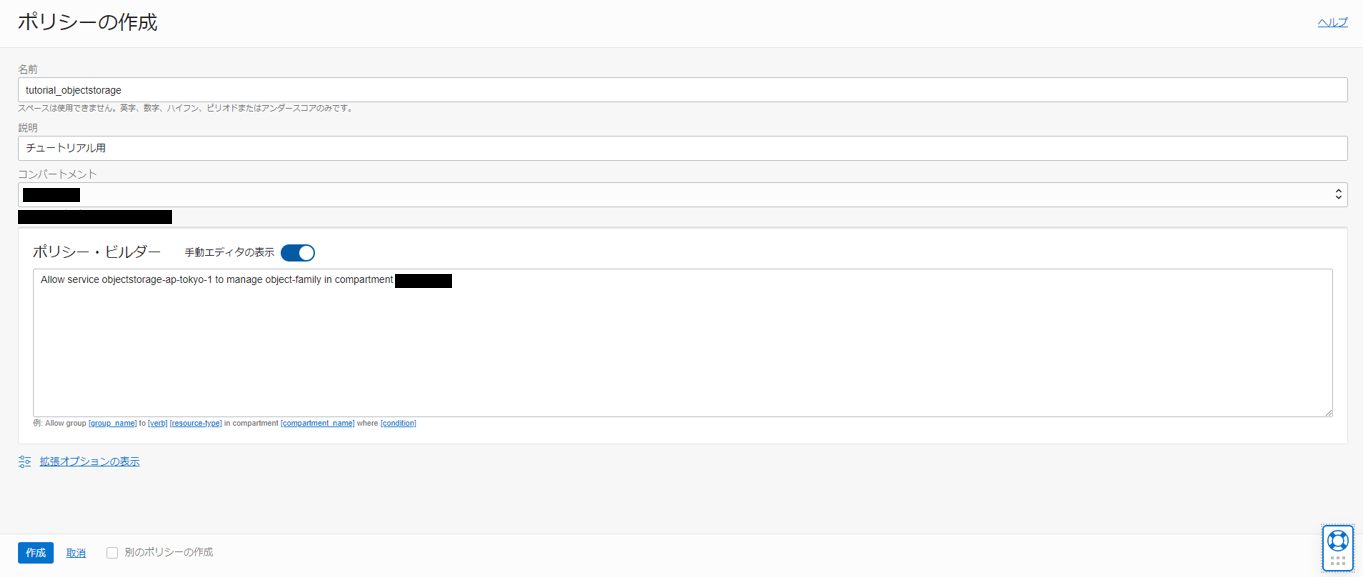 ポリシーの作成
ヘルプ
名前
tutorial_objectstorage
スペースは使用できません。英字、数字、ハイフン、ピリオドまたはアンダースコアのみです。
説明
チュートリアル用
コンパートメント
ポリシー・ビルダー 手動エディタの表示
Allow service objectstorage-ap-tokyo-1 to manage object-family in compartment
例: Allow group [group_name] to [verb] [resource-type] in compartment [compartment_name] where [condition]
拡張オプションの表示
作成 取消 別のポリシーの作成